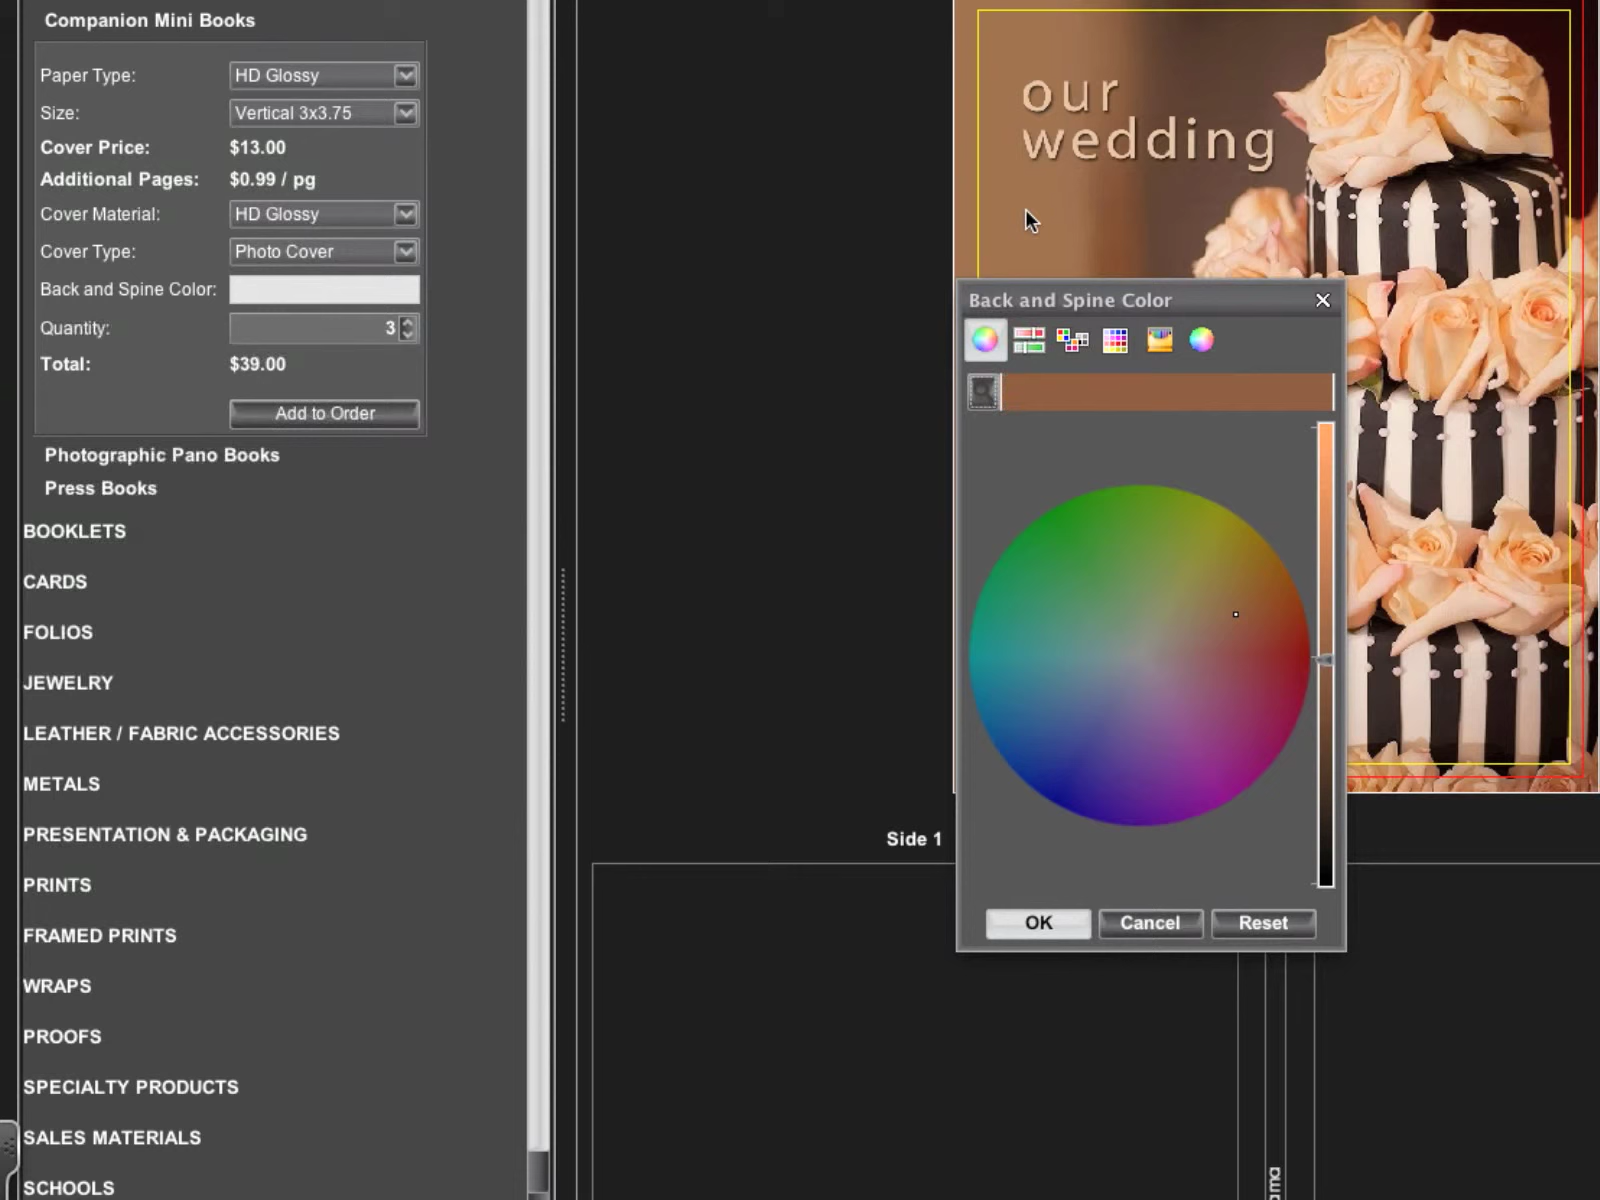 Companion Mini Books
Paper Type: HD Glossy
Size: Vertical 3x3.75
Cover Price: $13.00
Additional Pages: $0.99 / pg
Cover Material: HD Glossy
Cover Type: Photo Cover
Back and Spine Color:
Quantity: 3
Total: $39.00
Add to Order
Photographic Pano Books
Press Books
BOOKLETS
CARDS
FOLIOS
JEWELRY
LEATHER / FABRIC ACCESSORIES
METALS
PRESENTATION & PACKAGING
PRINTS
FRAMED PRINTS
WRAPS
PROOFS
SPECIALTY PRODUCTS
SALES MATERIALS
SCHOOLS
our
wedding
Back and Spine Color
OK Cancel Reset
Side 1